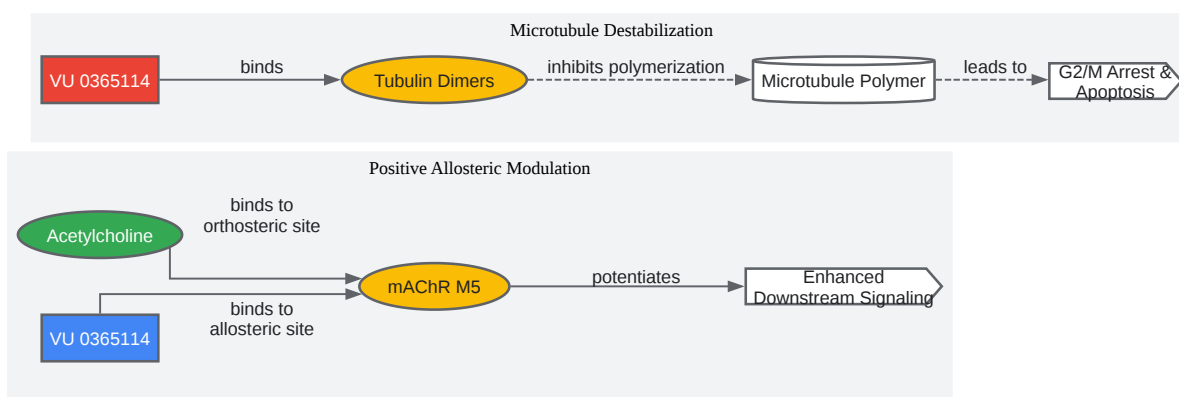 Microtubule Destabilization
VU 0365114
binds
Tubulin Dimers
inhibits polymerization
Microtubule Polymer
leads to
G2/M Arrest &
Apoptosis
Positive Allosteric Modulation
Acetylcholine
binds to
orthosteric site
VU 0365114
binds to
allosteric site
mAChR M5
potentiates
Enhanced
Downstream Signaling